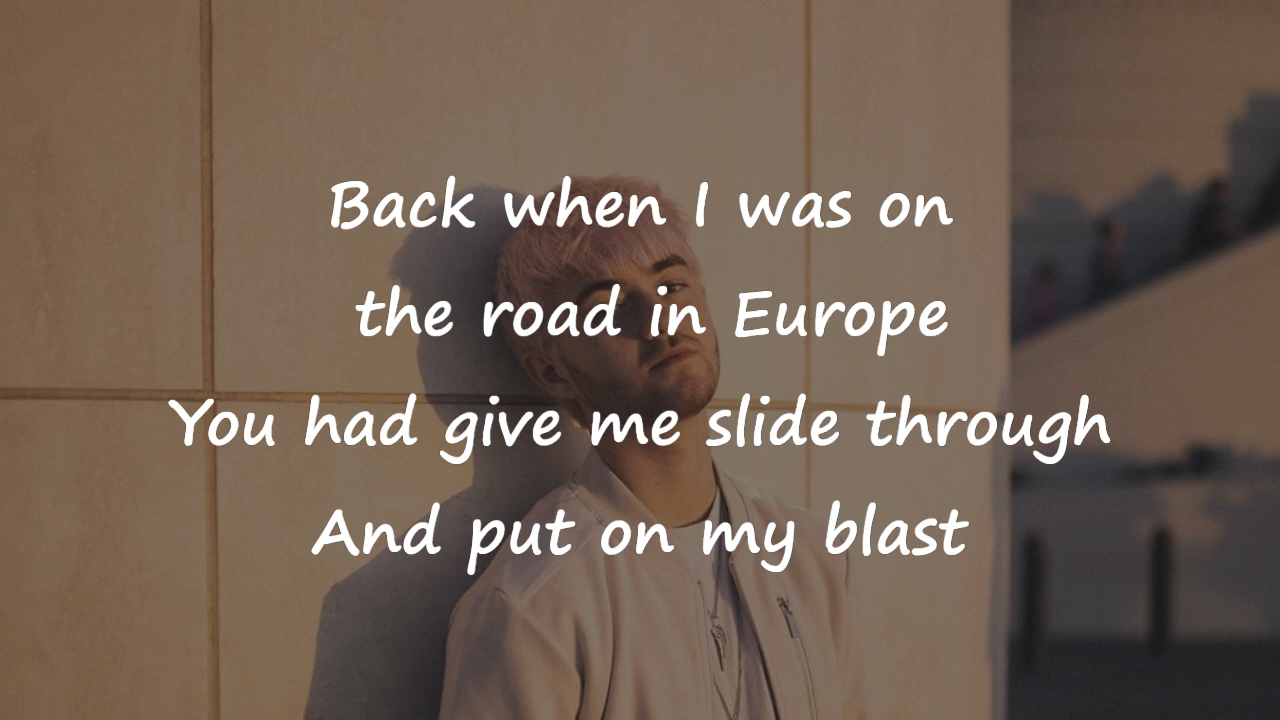 Back when I was on
the road in Europe
You had give me slide through
And put on my blast